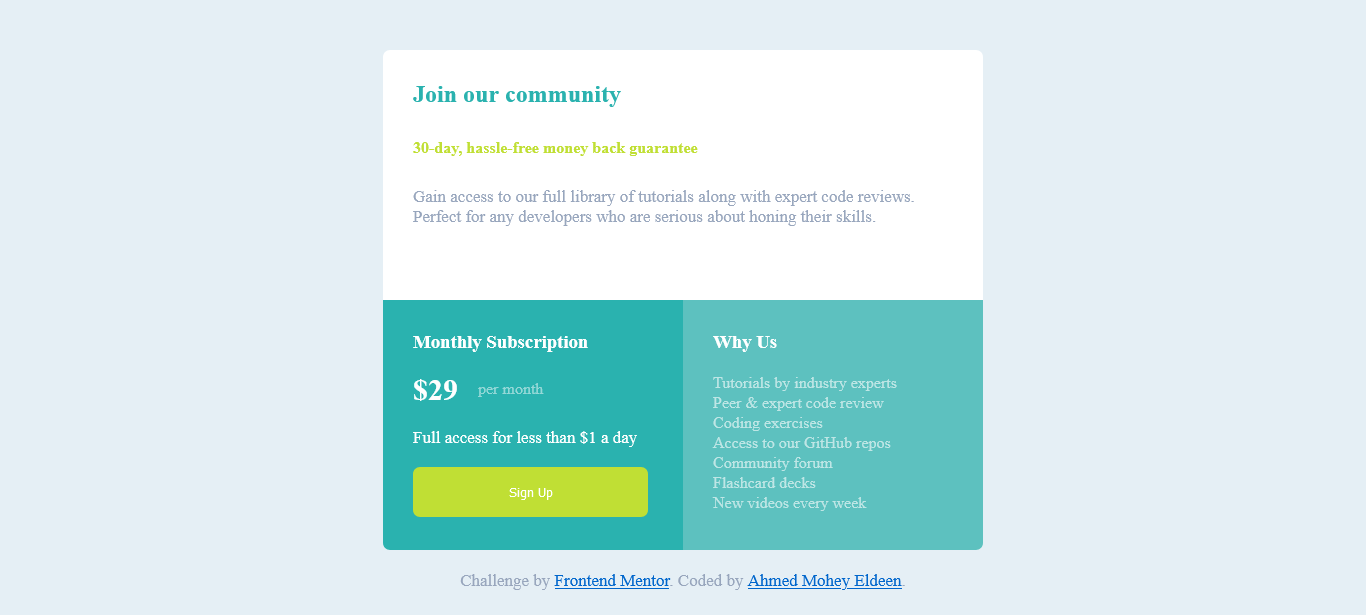 Join our community
30-day, hassle-free money back guarantee
Gain access to our full library of tutorials along with expert code reviews.
Perfect for any developers who are serious about honing their skills.
Monthly Subscription
$29 per month
Full access for less than $1 a day
Sign Up
Why Us
Tutorials by industry experts
Peer & expert code review
Coding exercises
Access to our GitHub repos
Community forum
Flashcard decks
New videos every week
Challenge by Frontend Mentor. Coded by Ahmed Mohey Eldeen.